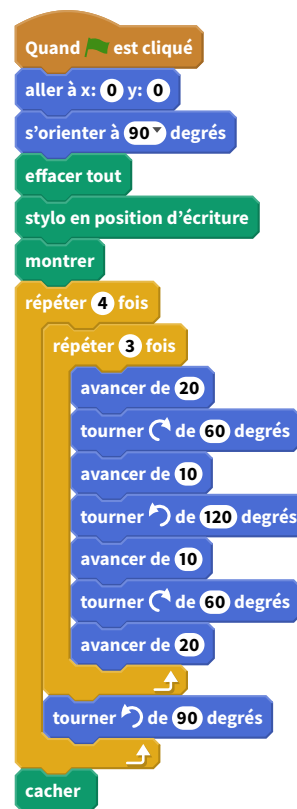 Quand est cliqué
aller à x: 0 y: 0
s’orienter à 90 degrés
effacer tout
stylo en position d’écriture
montrer
répéter 4 fois
répéter 3 fois
avancer de 20
tourner de 60 degrés
avancer de 10
tourner de 120 degrés
avancer de 10
tourner de 60 degrés
avancer de 20
tourner de 90 degrés
cacher